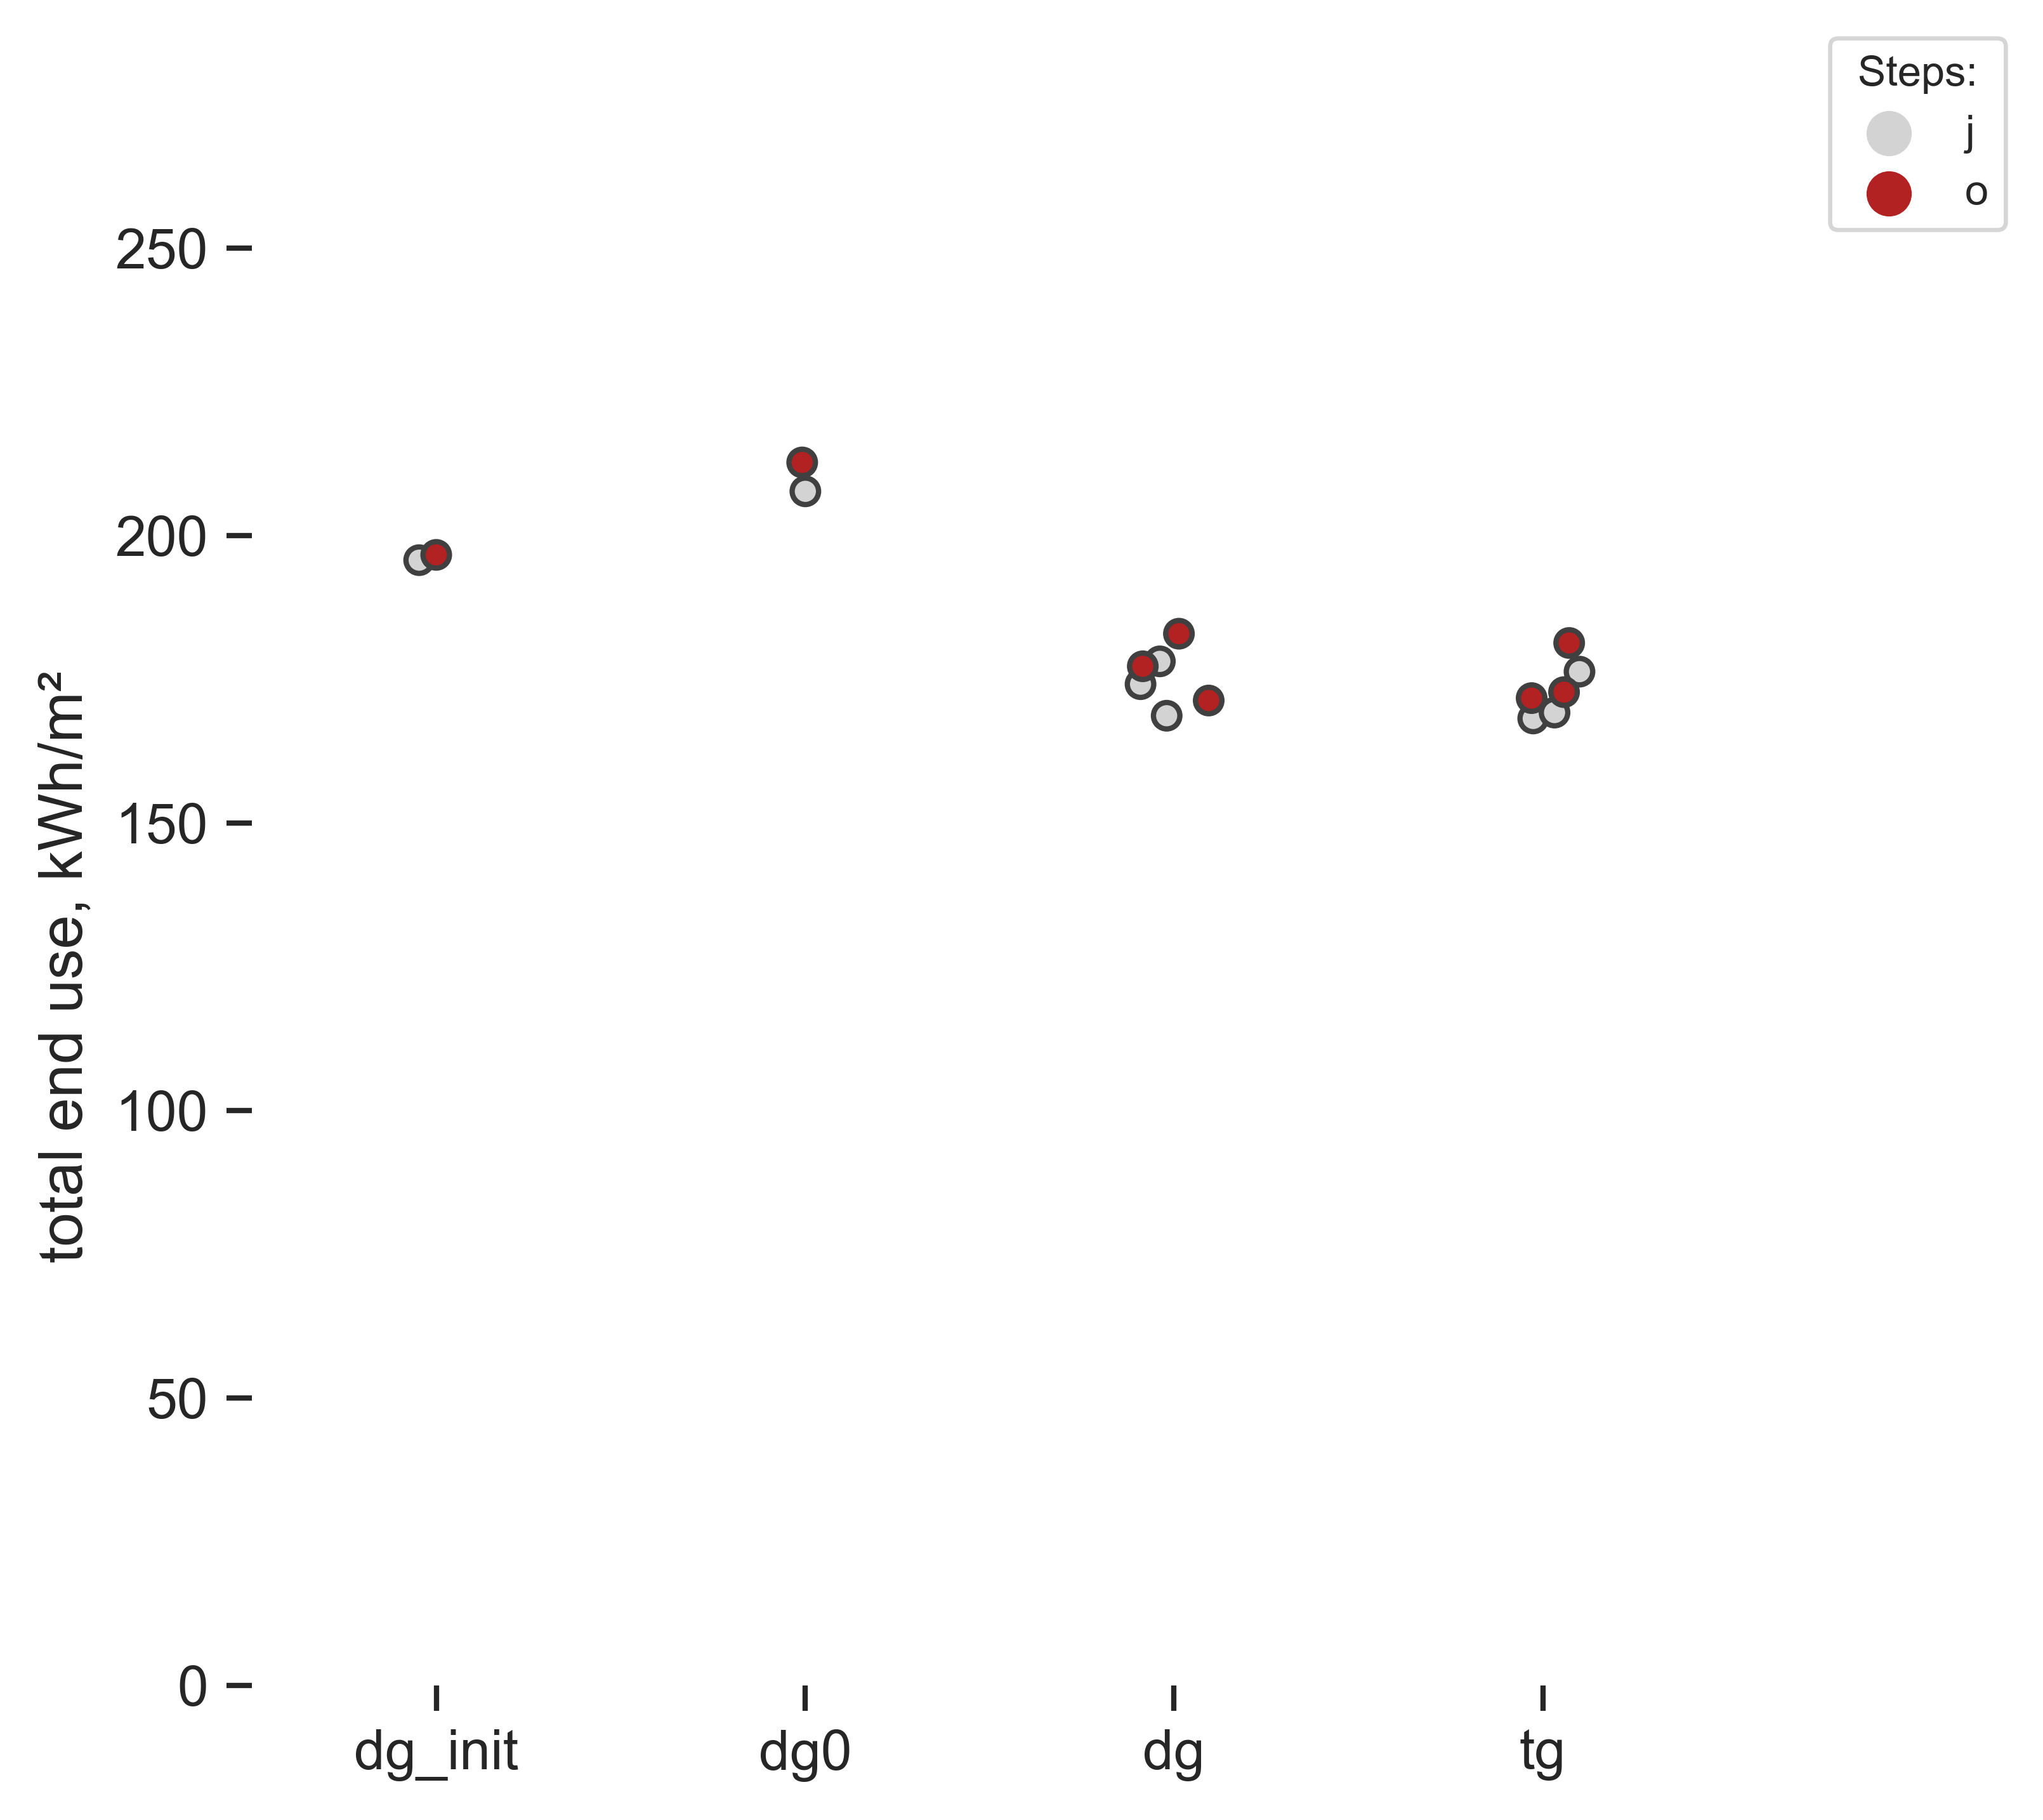 Steps:
j
o
250
200
150
100
50
0
total end use, kWh/m²
dg_init
dg0
dg
tg